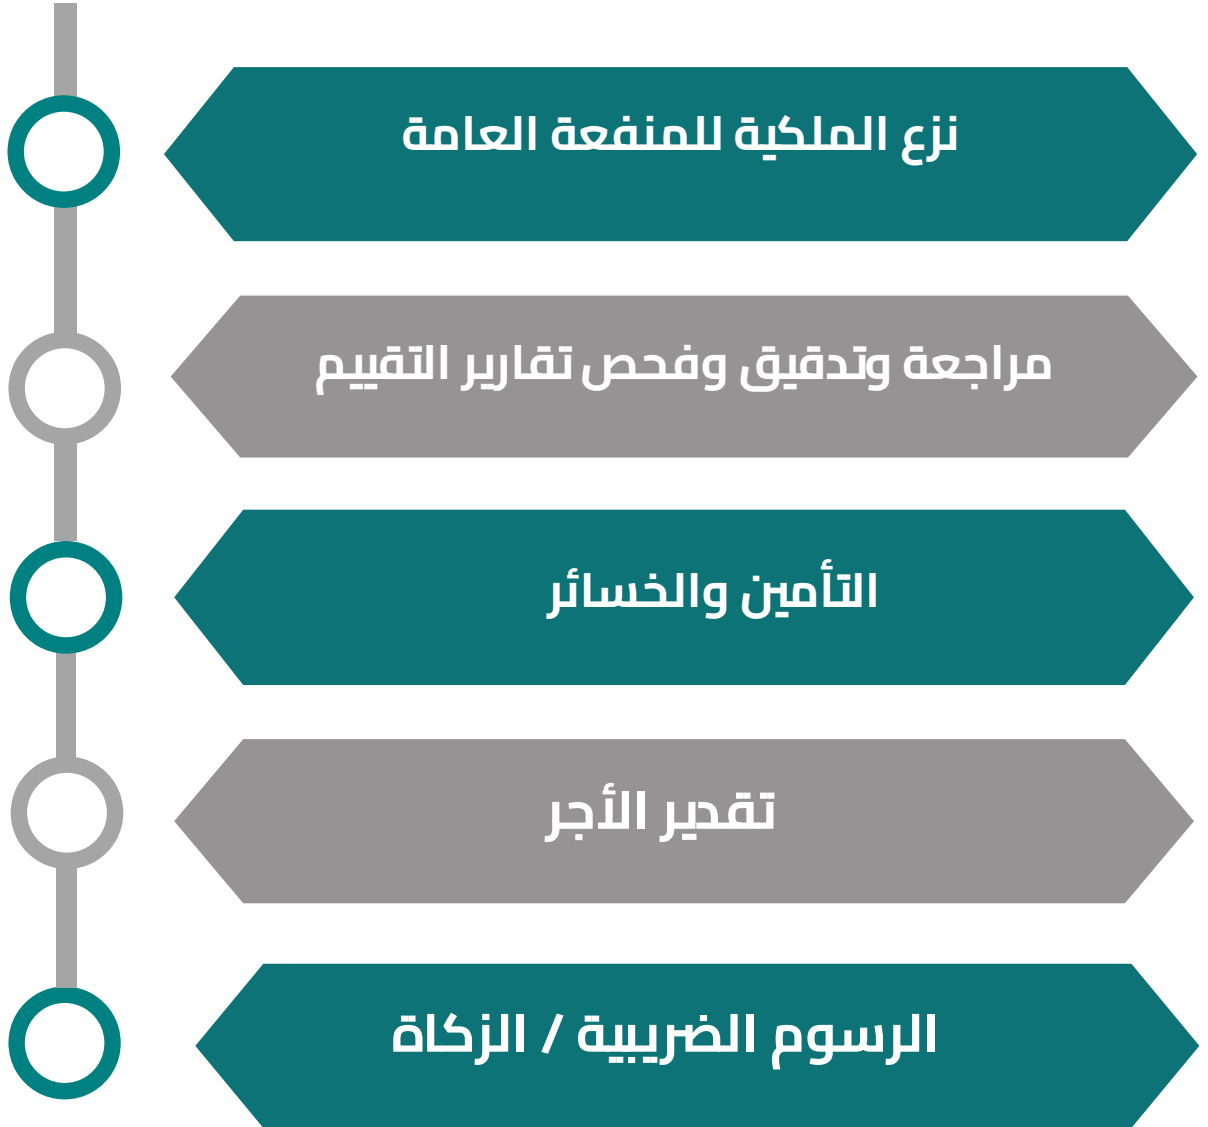 نزع الملكية للمنفعة العامة
مراجعة وتدقيق وفحص تقارير التقييم
التأمين والخسائر
تقدير الأجر
الرسوم الضريبية / الزكاة